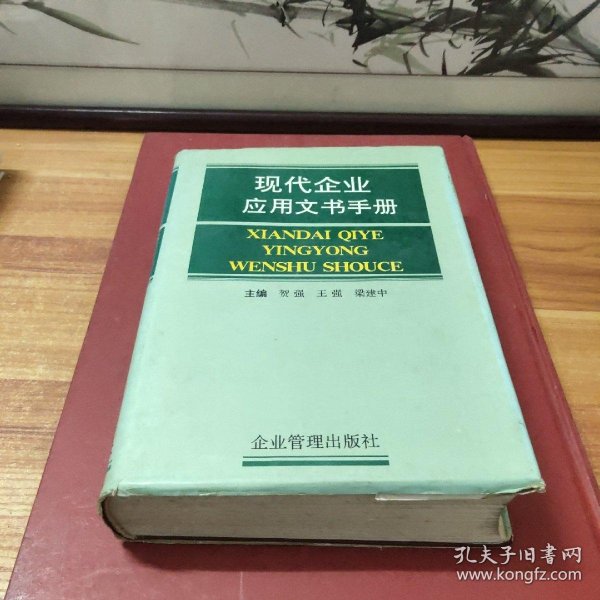 现代企业
应用文书手册
XIANDAI QIYE
YINGYONG
WENSHU SHOUCE
主编 贺强 王强 梁建中
企业管理出版社
孔夫子旧書网
www.kongfz.com